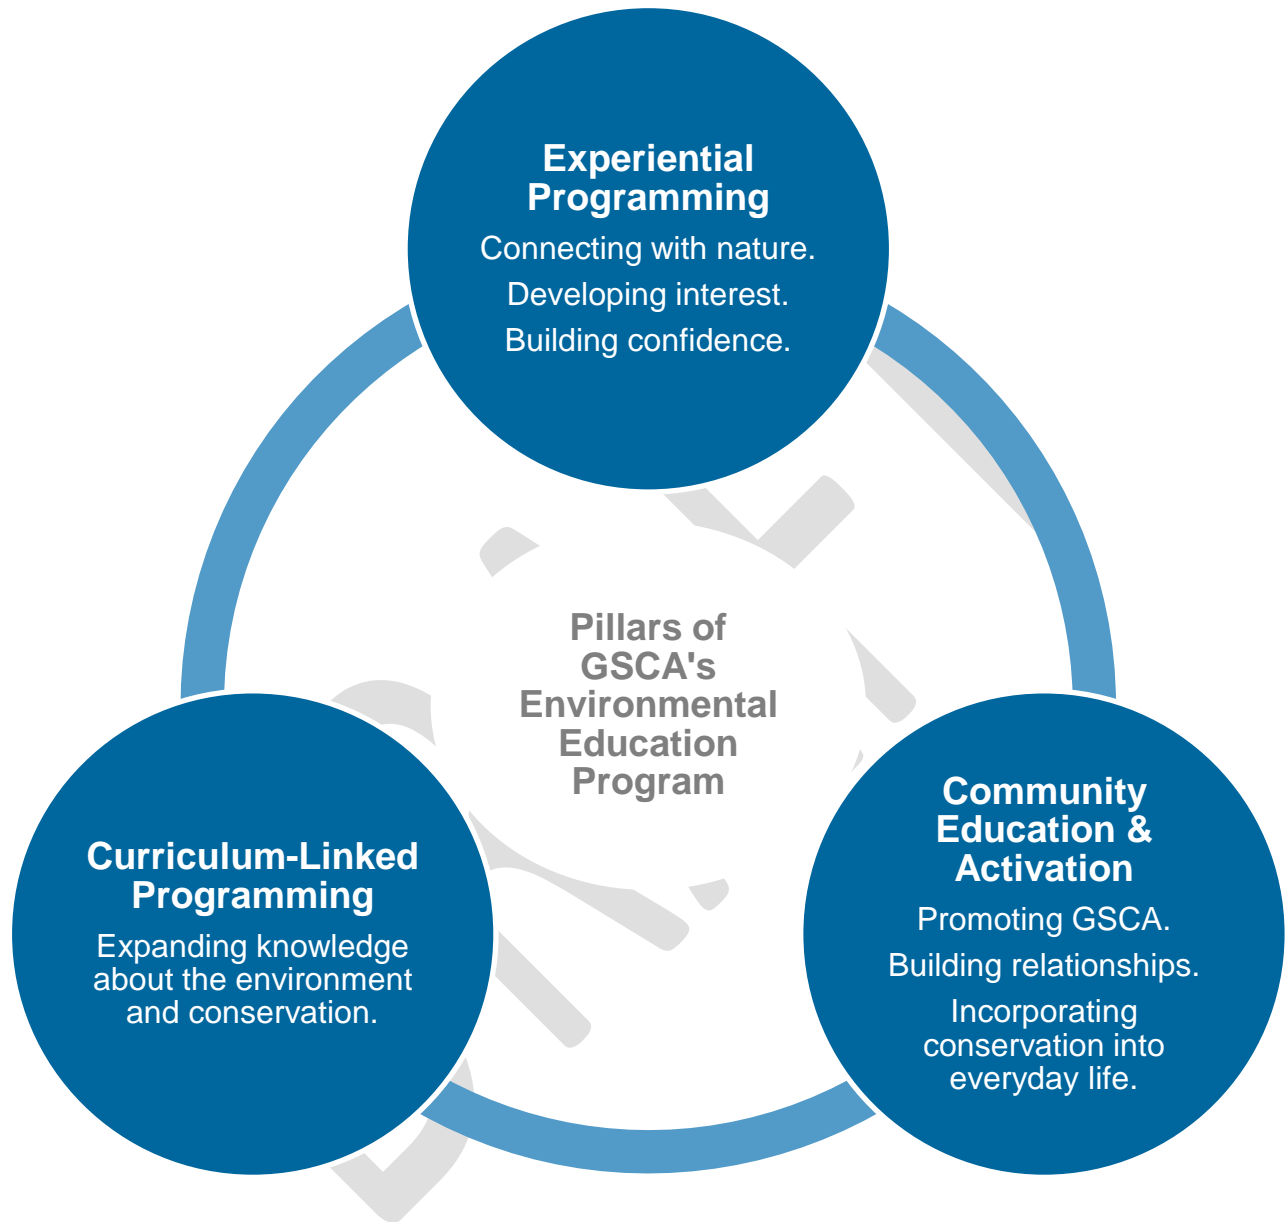 Experiential
Programming
Connecting with nature.
Developing interest.
Building confidence.
Pillars of
GSCA's
Environmental
Education
Program
Curriculum-Linked
Programming
Expanding knowledge
about the environment
and conservation.
Community
Education &
Activation
Promoting GSCA.
Building relationships.
Incorporating
conservation into
everyday life.